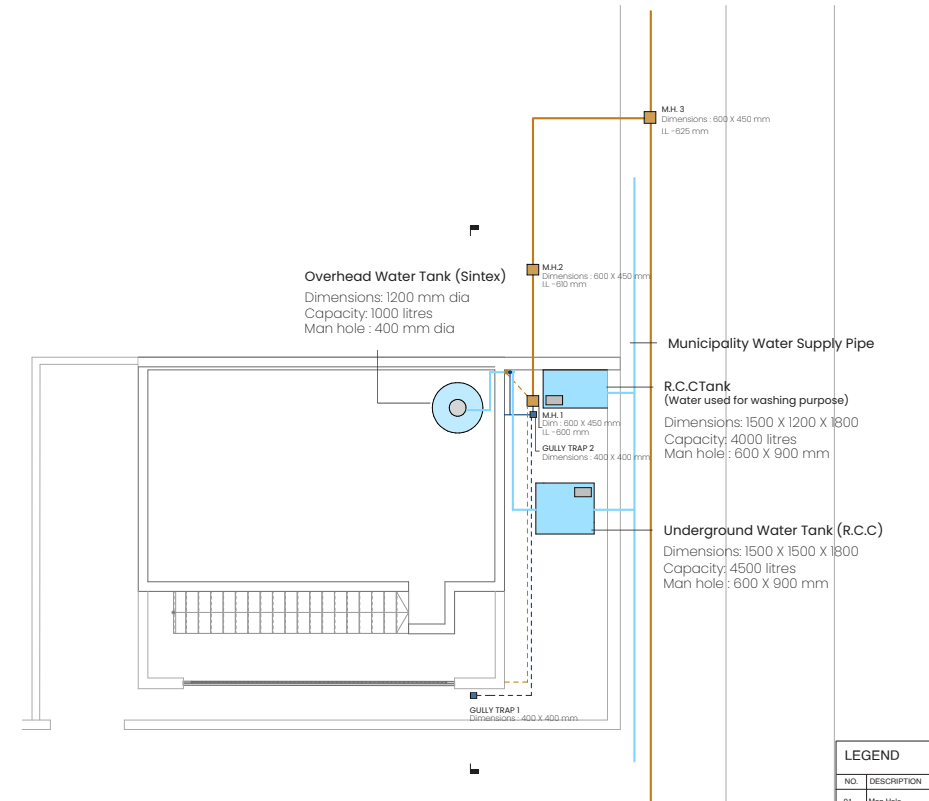 M.H. 3
Dimensions : 600 X 450 mm
I.L -625 mm
M.H.2
Dimensions : 600 X 450 mm
I.L -610 mm
Overhead Water Tank (Sintex)
Dimensions: 1200 mm dia
Capacity: 1000 litres
Man hole : 400 mm dia
Municipality Water Supply Pipe
R.C.CTank
(Water used for washing purpose)
Dimensions: 1500 X 1200 X 1800
Capacity: 4000 litres
Man hole : 600 X 900 mm
M.H. 1
Dim : 600 X 450 mm
I.L -600 mm
GULLY TRAP 2
Dimensions : 400 X 400 mm
Underground Water Tank (R.C.C)
Dimensions: 1500 X 1500 X 1800
Capacity: 4500 litres
Man hole : 600 X 900 mm
GULLY TRAP 1
Dimensions : 400 X 400 mm
LEGEND
NO. DESCRIPTION
01 Man Hole